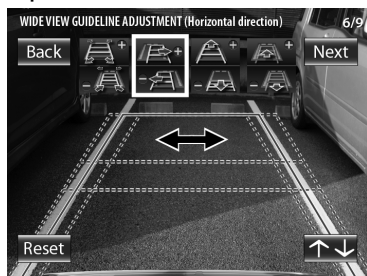 WIDE VIEW GUIDELINE ADJUSTMENT (Horizontal direction) 6/9
Back Next
Reset